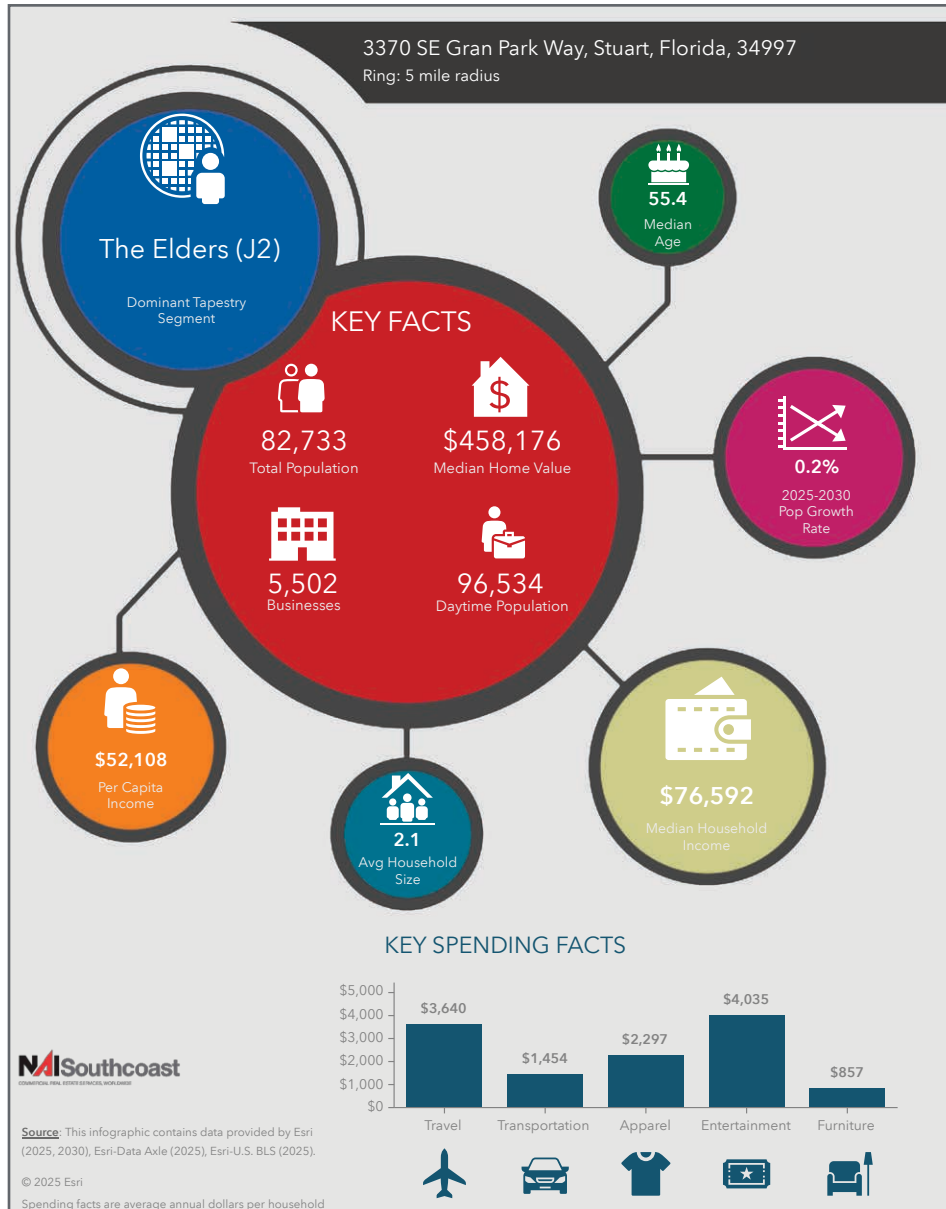 3370 SE Gran Park Way, Stuart, Florida, 34997
Ring: 5 mile radius
The Elders (J2)
Dominant Tapestry
Segment
55.4
Median
Age
KEY FACTS
82,733
Total Population
$458,176
Median Home Value
5,502
Businesses
96,534
Daytime Population
0.2%
2025-2030
Pop Growth
Rate
$52,108
Per Capita
Income
2.1
Avg Household
Size
$76,592
Median Household
Income
KEY SPENDING FACTS
$5,000
$4,000
$3,000
$2,000
$1,000
$0
$3,640
$1,454
$2,297
$4,035
$857
Travel
Transportation
Apparel
Entertainment
Furniture
NAISouthcoast
COMMERCIAL REAL ESTATE SERVICES, WORLDWIDE
Source: This infographic contains data provided by Esri
(2025, 2030), Esri-Data Axle (2025), Esri-U.S. BLS (2025).
© 2025 Esri
Spending facts are average annual dollars per household